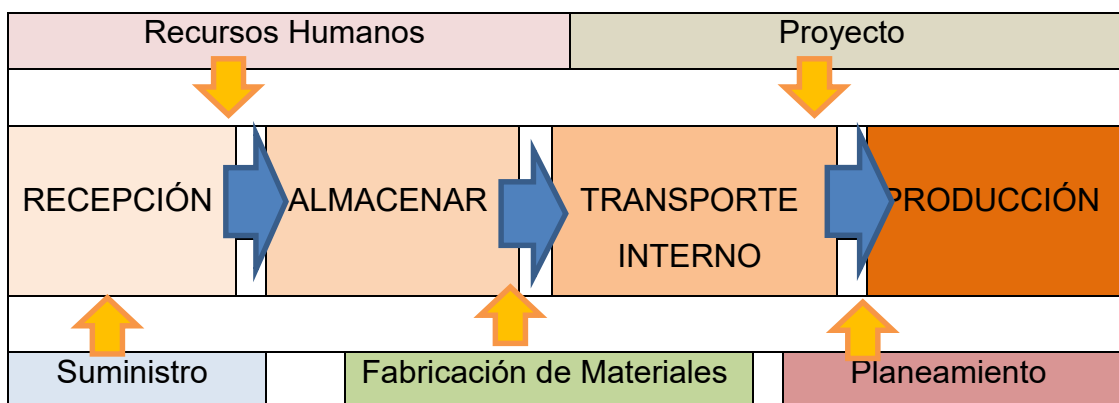 Recursos Humanos
Proyecto
RECEPCIÓN
ALMACENAR
TRANSPORTE
INTERNO
PRODUCCIÓN
Suministro
Fabricación de Materiales
Planeamiento